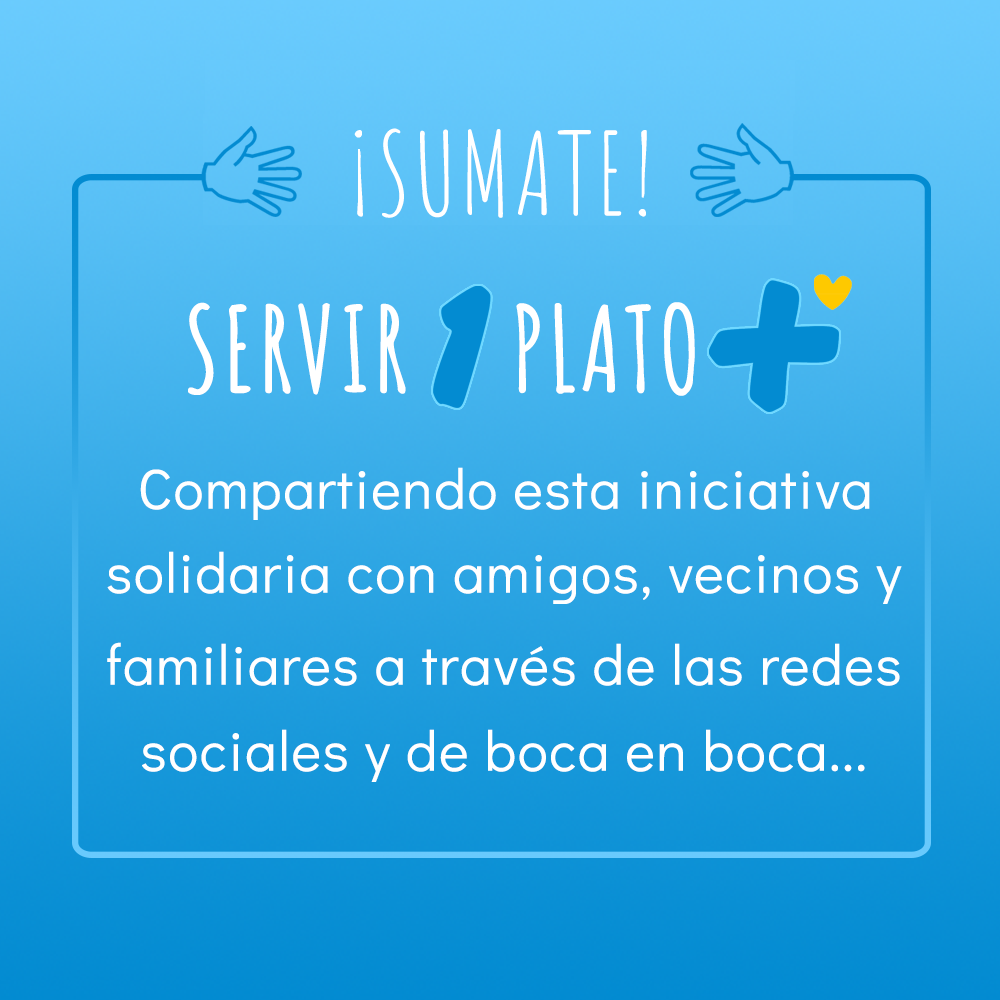 ¡SUMATE!
SERVIR 1 PLATO +
Compartiendo esta iniciativa
solidaria con amigos, vecinos y
familiares a través de las redes
sociales y de boca en boca...